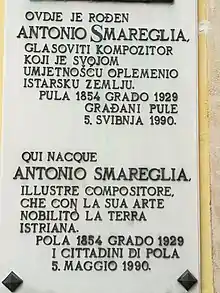 OVDJE JE ROĐEN
ANTONIO SMAREGLIA,
GLASOVITI KOMPOZITOR
KOJI JE SVOJOM
UMJETNOŠĆU OPLEMENIO
ISTARSKU ZEMLJU.
PULA 1854 GRADO 1929
GRAĐANI PULE
5. SVIBNJA 1990.
QUI NACQUE
ANTONIO SMAREGLIA,
ILLUSTRE COMPOSITORE,
CHE CON LA SUA ARTE
NOBILITÒ LA TERRA
ISTRIANA.
POLA 1854 GRADO 1929
I CITTADINI DI POLA
5. MAGGIO 1990.